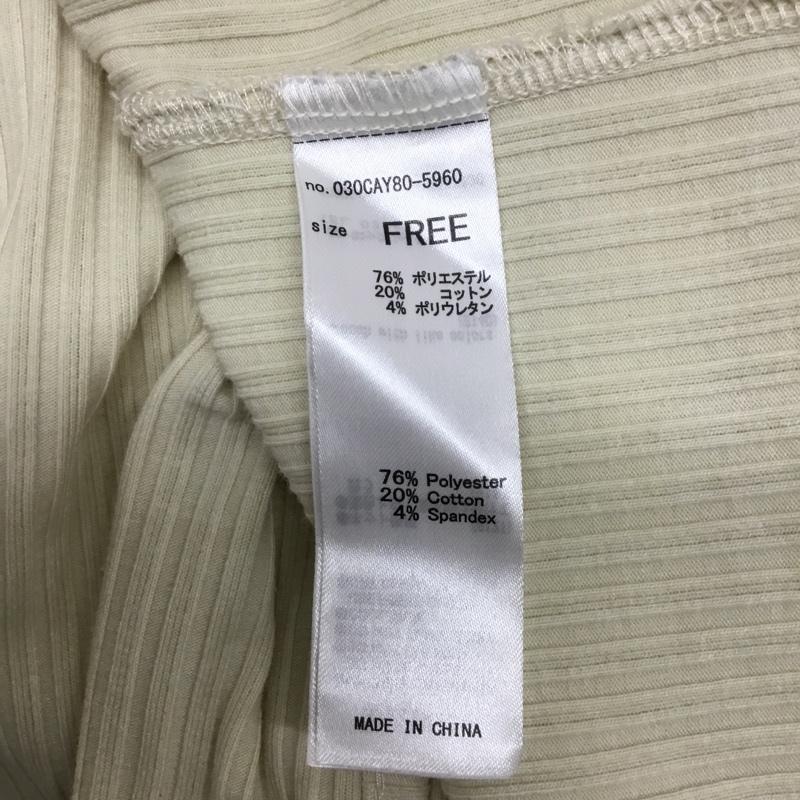 no. 030CAY80-5960
size FREE
76% ポリエステル
20% コットン
4% ポリウレタン
76% Polyester
20% Cotton
4% Spandex
MADE IN CHINA